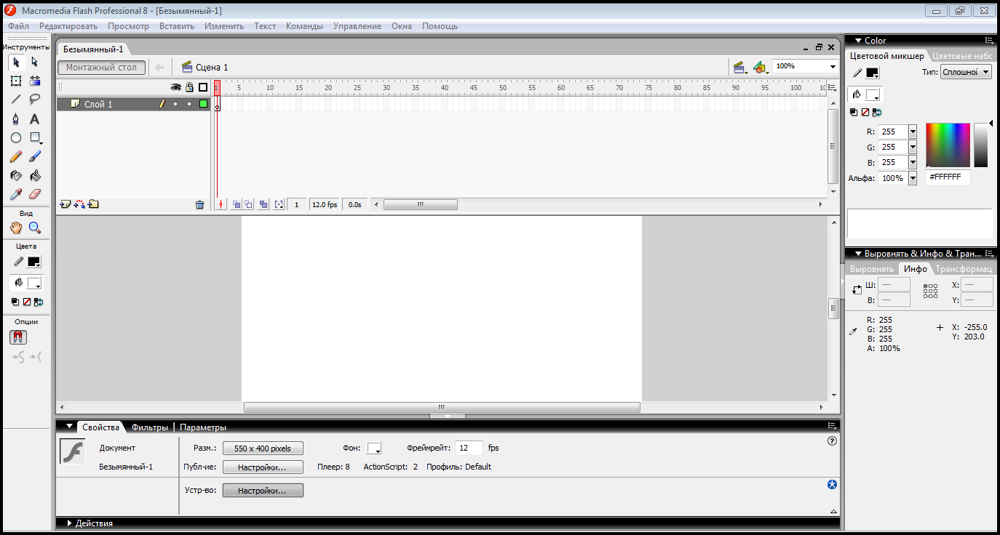 Macromedia Flash Professional 8 - [Безымянный-1]
Файл Редактировать Просмотр Вставить Изменить Текст Команды Управление Окна Помощь
Инструменты
Вид
Цвета
Опции
Безымянный-1
Монтажный стол Сцена 1 100%
1 5 10 15 20 25 30 35 40 45 50 55 60 65 70 75 80 85 90 95 100 10
Слой 1
1 12.0 fps 0.0s
Свойства Фильтры Параметры
Документ Разм.: 550 x 400 pixels Фон: Фреймрейт: 12 fps
Безымянный-1 Публ-ие: Настройки... Плеер: 8 ActionScript: 2 Профиль: Default
Устр-во: Настройки...
Действия
Color
Цветовой микшер Цветовые набс
Тип: Сплошной
R: 255
G: 255
B: 255
Альфа: 100% #FFFFFF
Выровнять & Инфо & Тран...
Выровнять Инфо Трансформац
Ш: --- X: ---
В: --- Y: ---
R: 255
G: 255
B: 255
A: 100%
X: -255.0
Y: 203.0